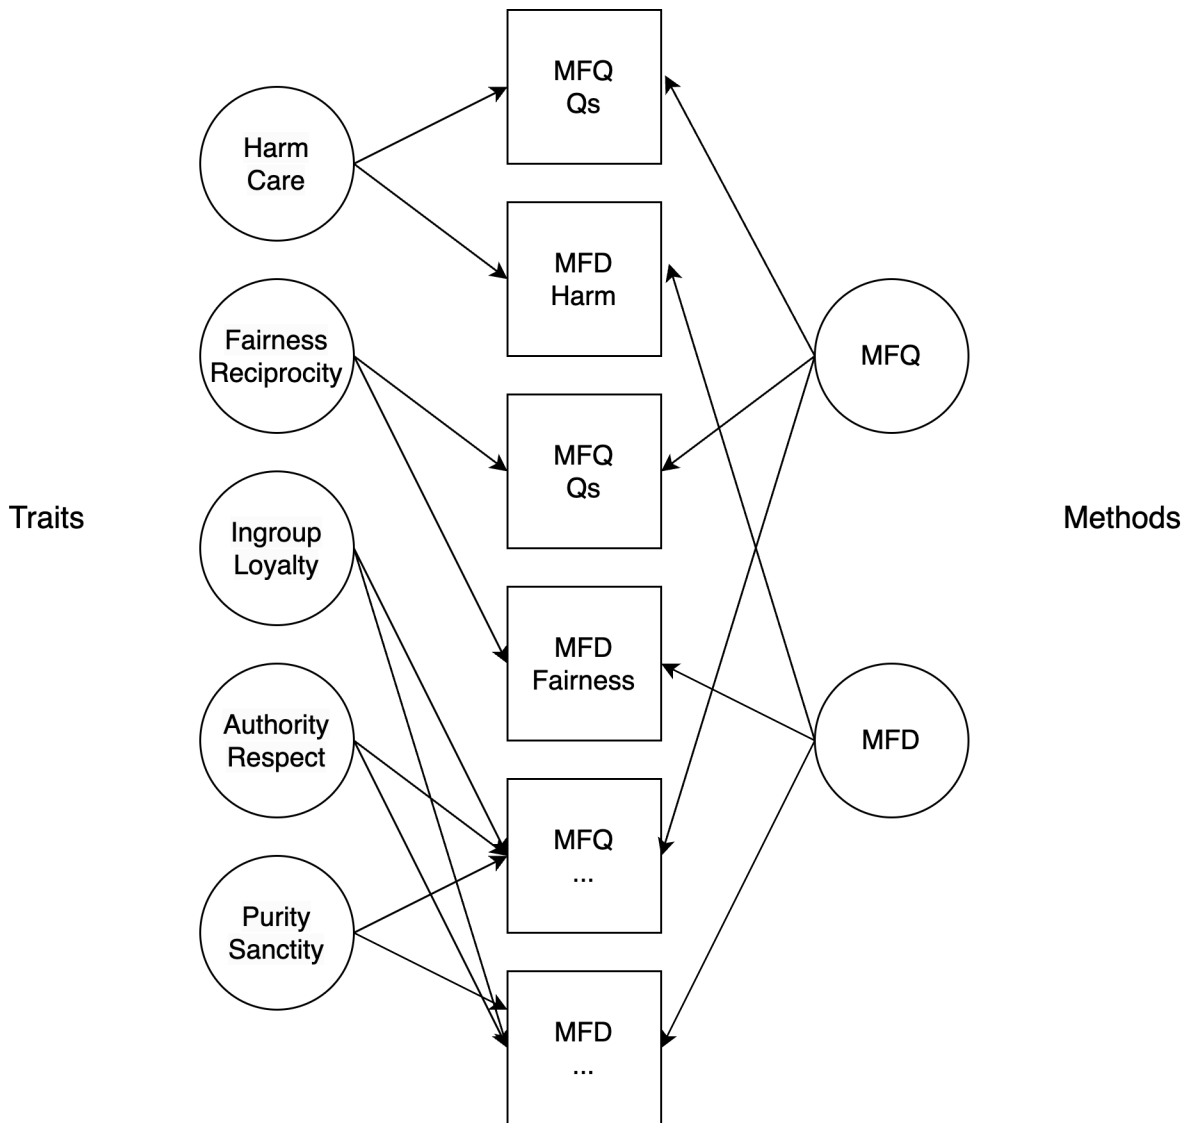 Traits
Harm
Care
Fairness
Reciprocity
Ingroup
Loyalty
Authority
Respect
Purity
Sanctity
MFQ
Qs
MFD
Harm
MFQ
Qs
MFD
Fairness
MFQ
...
MFD
...
MFQ
MFD
Methods